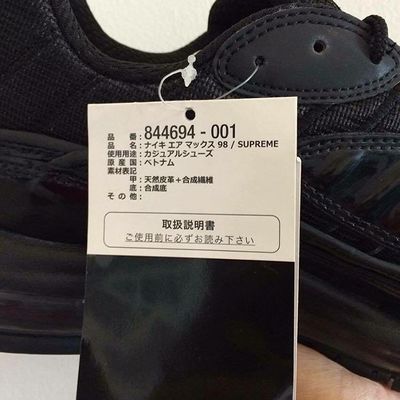 品 番： 844694 - 001
品 名： ナイキ エア マックス 98 / SUPREME
使用用途： カジュアルシューズ
原 産 国： ベトナム
素材表記
甲： 天然皮革＋合成繊維
底： 合成底
そ の 他：
取扱説明書
ご使用前に必ずお読み下さい